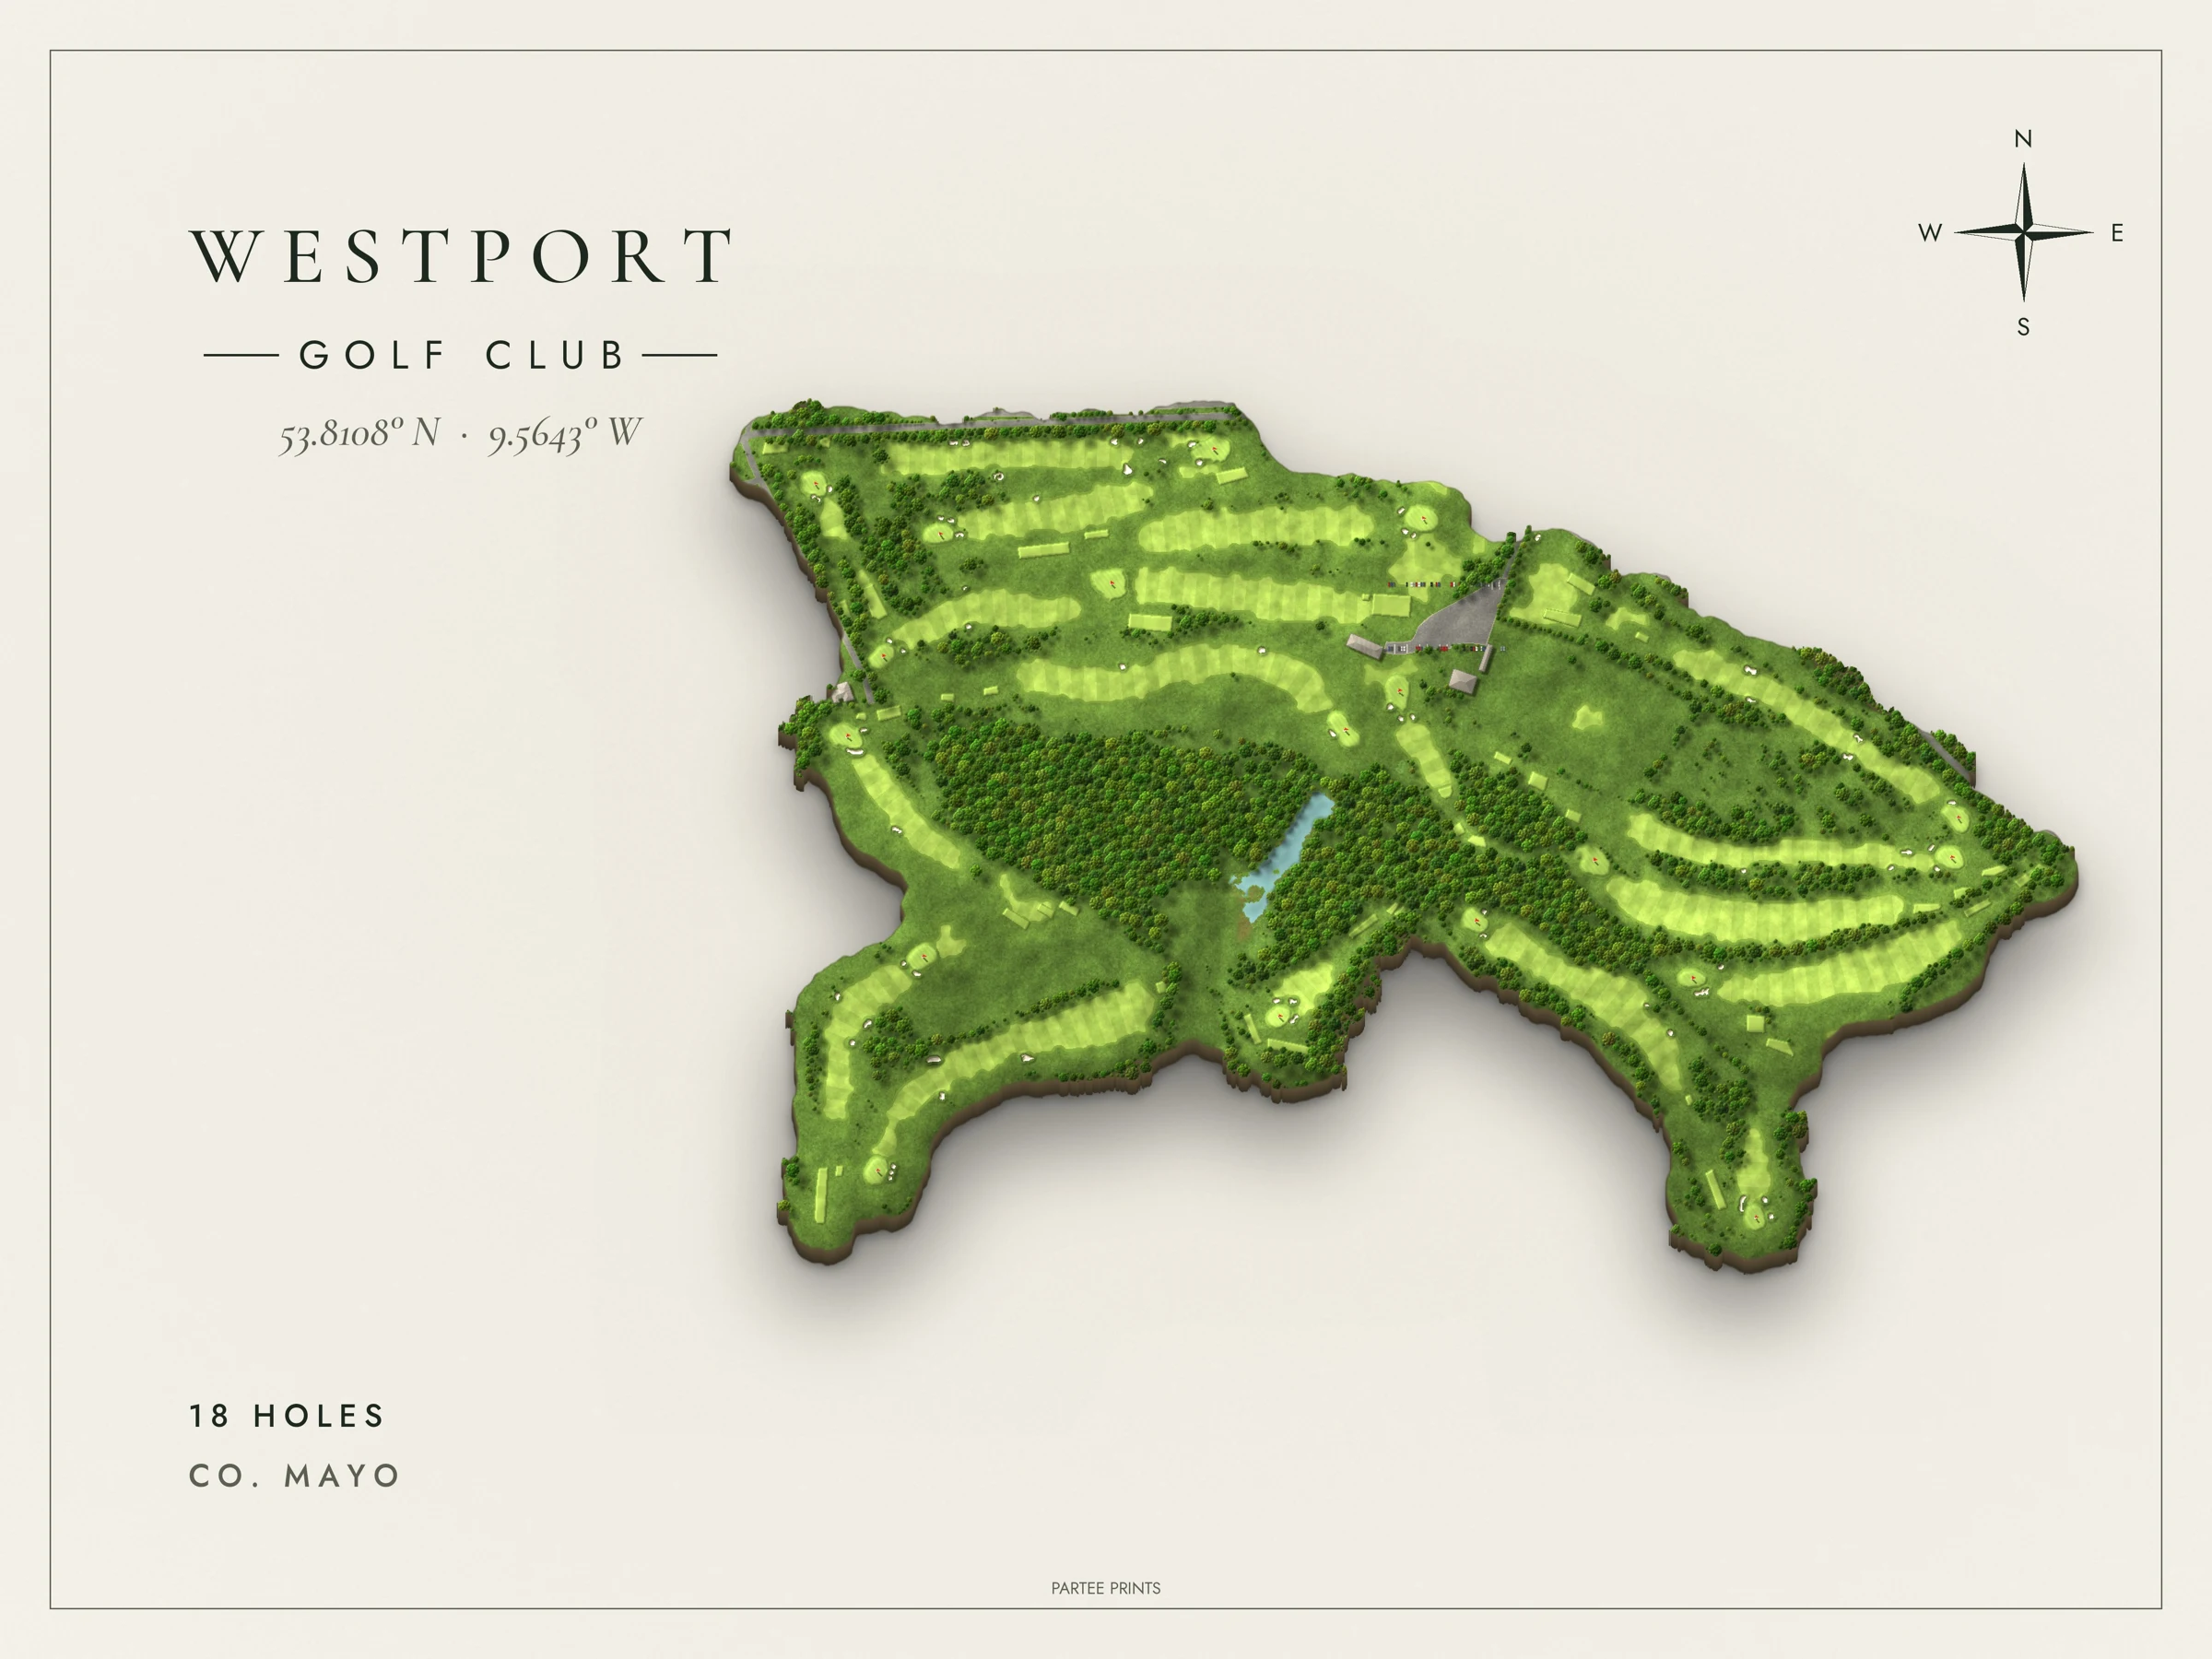 WESTPORT
GOLF CLUB
53.8108° N · 9.5643° W
N
W E
S
18 HOLES
CO. MAYO
PARTEE PRINTS